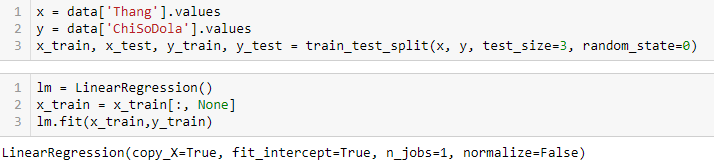 1 x = data['Thang'].values
2 y = data['ChiSoDola'].values
3 x_train, x_test, y_train, y_test = train_test_split(x, y, test_size=3, random_state=0)
1 lm = LinearRegression()
2 x_train = x_train[:, None]
3 lm.fit(x_train,y_train)
LinearRegression(copy_X=True, fit_intercept=True, n_jobs=1, normalize=False)